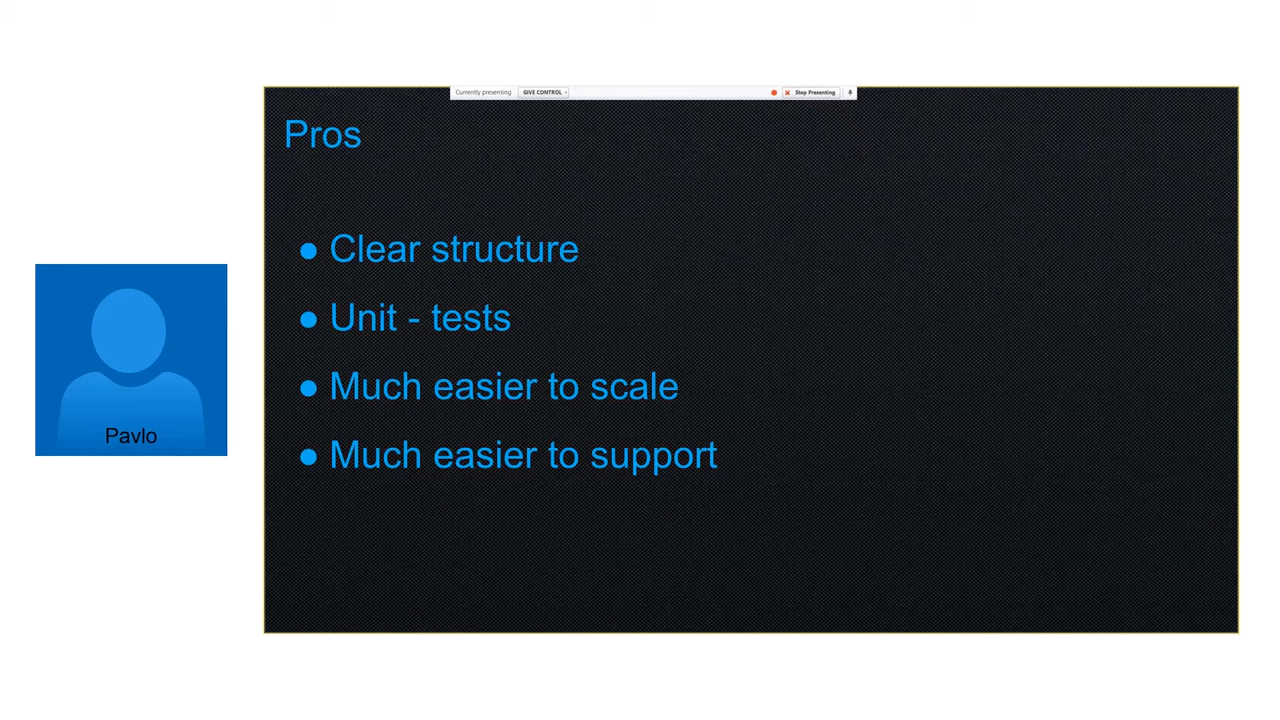 Currently presenting GIVE CONTROL Stop Presenting
Pros
● Clear structure
● Unit - tests
● Much easier to scale
● Much easier to support
Pavlo